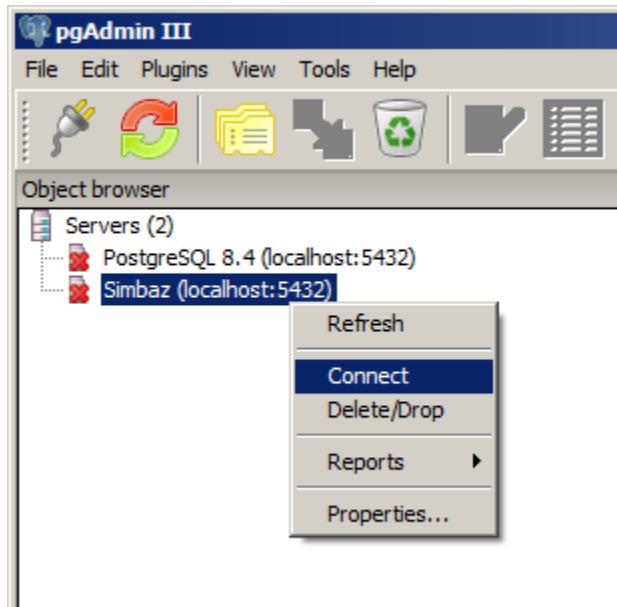 pgAdmin III
File Edit Plugins View Tools Help
Object browser
Servers (2)
PostgreSQL 8.4 (localhost:5432)
Simbaz (localhost:5432)
Refresh
Connect
Delete/Drop
Reports
Properties...